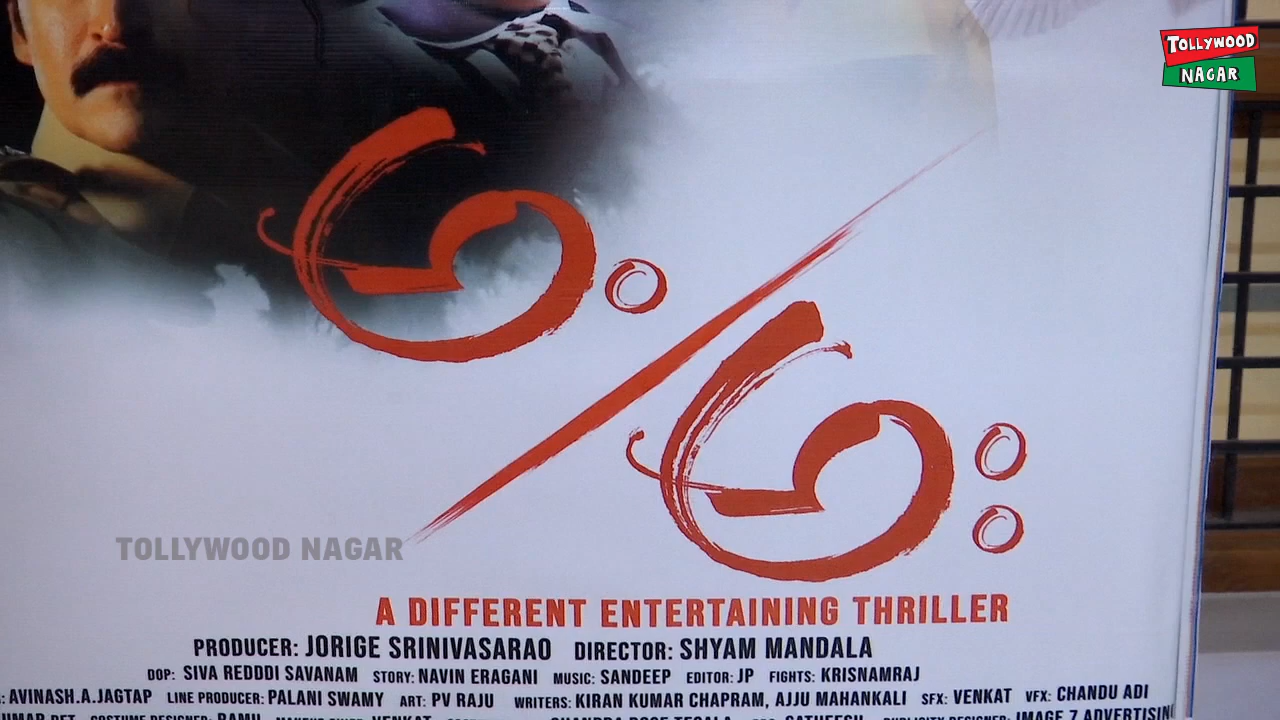 TOLLYWOOD
NAGAR
అం
/
అః
TOLLYWOOD NAGAR
A DIFFERENT ENTERTAINING THRILLER
PRODUCER: JORIGE SRINIVASARAO DIRECTOR: SHYAM MANDALA
DOP: SIVA REDDDI SAVANAM STORY: NAVIN ERAGANI MUSIC: SANDEEP EDITOR: JP FIGHTS: KRISNAMRAJ
AVINASH.A.JAGTAP LINE PRODUCER: PALANI SWAMY ART: PV RAJU WRITERS: KIRAN KUMAR CHAPRAM, AJJU MAHANKALI SFX: VENKAT VFX: CHANDU ADI